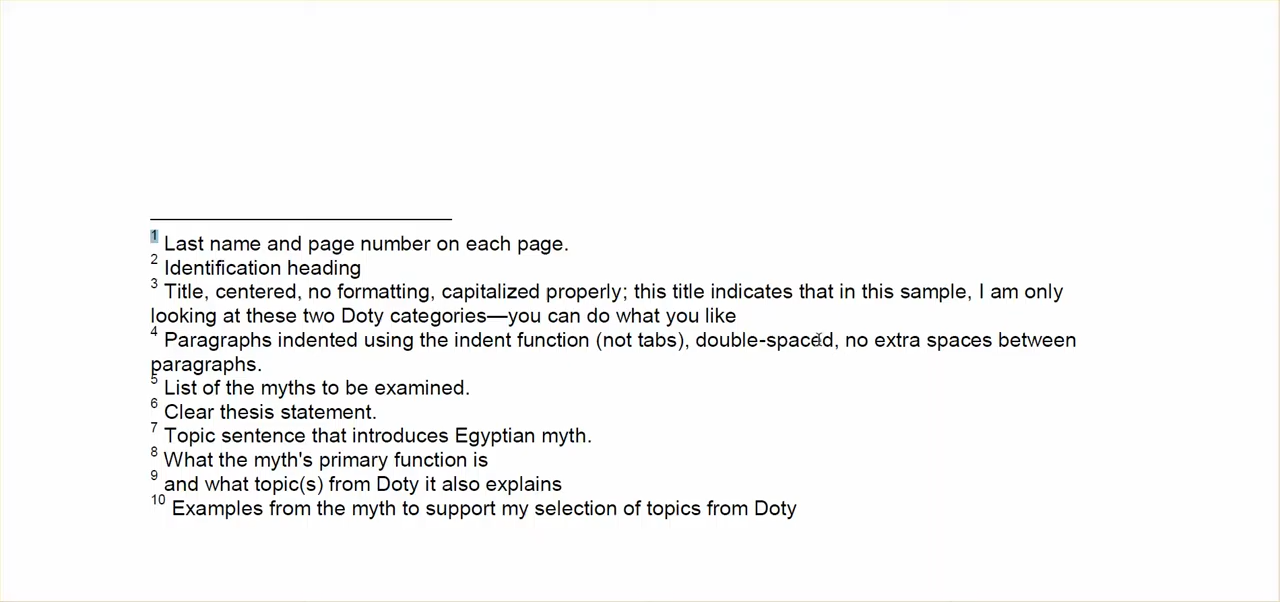 1 Last name and page number on each page.
2 Identification heading
3 Title, centered, no formatting, capitalized properly; this title indicates that in this sample, I am only
looking at these two Doty categories—you can do what you like
4 Paragraphs indented using the indent function (not tabs), double-spaced, no extra spaces between
paragraphs.
5 List of the myths to be examined.
6 Clear thesis statement.
7 Topic sentence that introduces Egyptian myth.
8 What the myth's primary function is
9 and what topic(s) from Doty it also explains
10 Examples from the myth to support my selection of topics from Doty